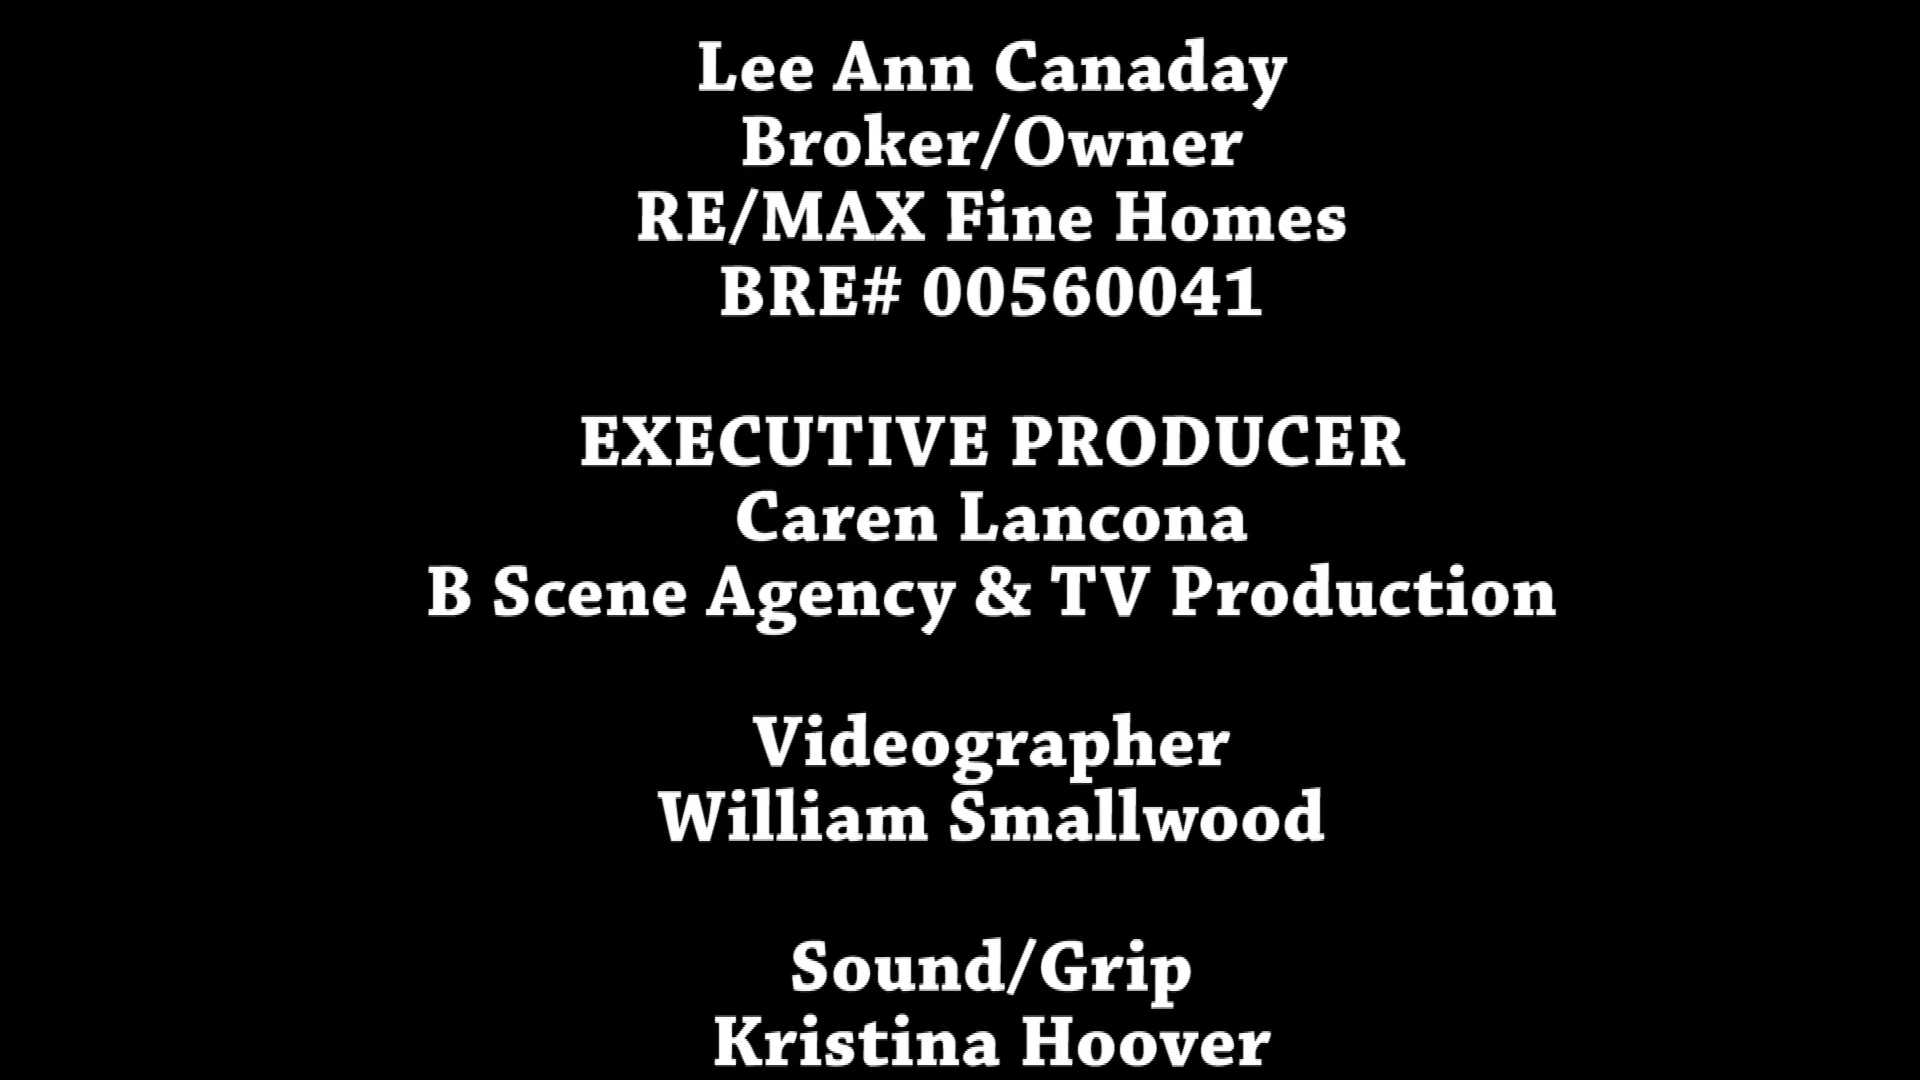 Lee Ann Canaday
Broker/Owner
RE/MAX Fine Homes
BRE# 00560041
EXECUTIVE PRODUCER
Caren Lancona
B Scene Agency & TV Production
Videographer
William Smallwood
Sound/Grip
Kristina Hoover